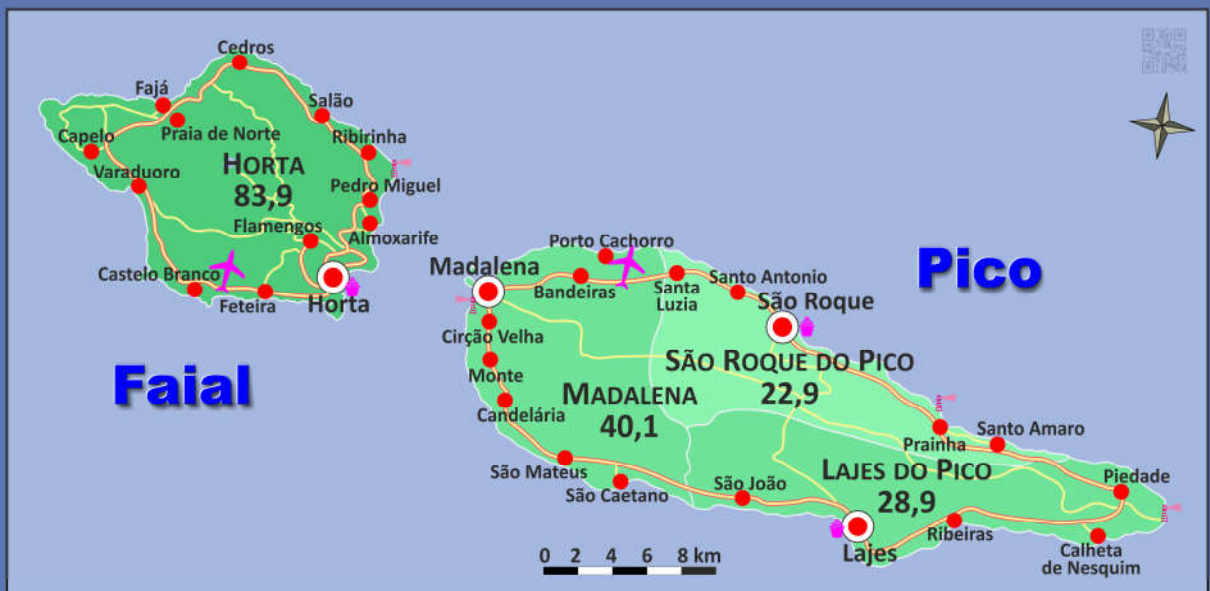 Cedros
Fajá
Salão
Praia de Norte
Capelo
Ribirinha
HORTA
83,9
Varaduoro
Pedro Miguel
Flamengos
Almoxarife
Castelo Branco
Feteira
Horta
Faial
Pico
Porto Cachorro
Madalena
Bandeiras
Santa
Luzia
Santo Antonio
São Roque
Cirção Velha
Monte
Candelária
SÃO ROQUE DO PICO
22,9
MADALENA
40,1
Prainha
Santo Amaro
São Mateus
São Caetano
São João
LAJES DO PICO
28,9
Piedade
Lajes
Ribeiras
Calheta
de Nesquim
0 2 4 6 8 km